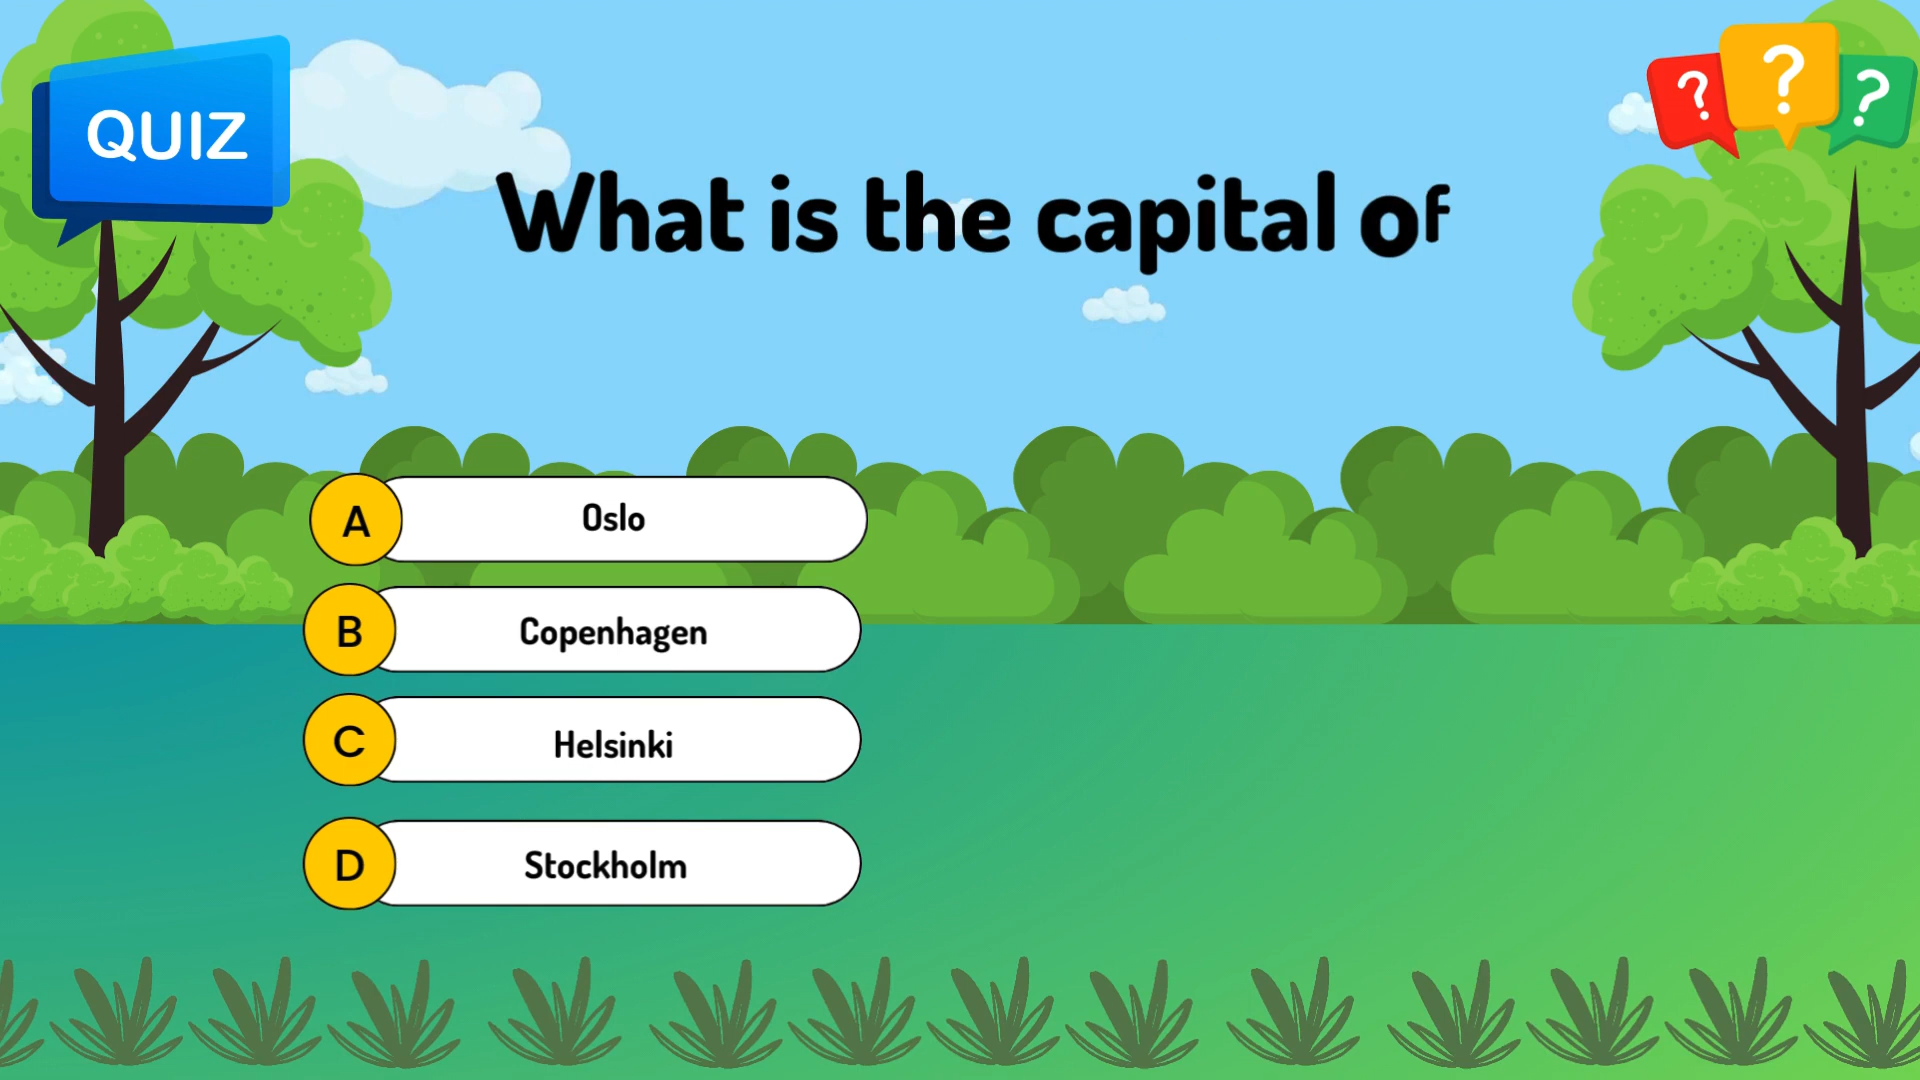 QUIZ
? ? ?
What is the capital of
A Oslo
B Copenhagen
C Helsinki
D Stockholm